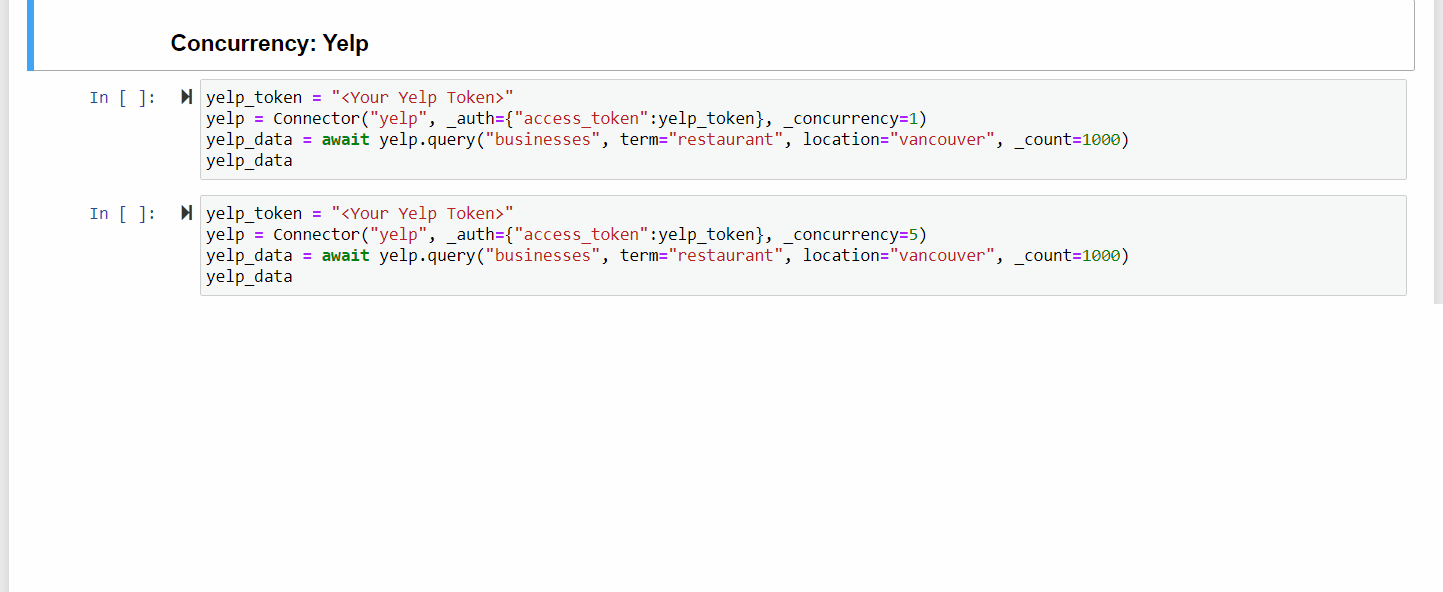 Concurrency: Yelp
In [ ]:
yelp_token = "<Your Yelp Token>"
yelp = Connector("yelp", _auth={"access_token":yelp_token}, _concurrency=1)
yelp_data = await yelp.query("businesses", term="restaurant", location="vancouver", _count=1000)
yelp_data
In [ ]:
yelp_token = "<Your Yelp Token>"
yelp = Connector("yelp", _auth={"access_token":yelp_token}, _concurrency=5)
yelp_data = await yelp.query("businesses", term="restaurant", location="vancouver", _count=1000)
yelp_data